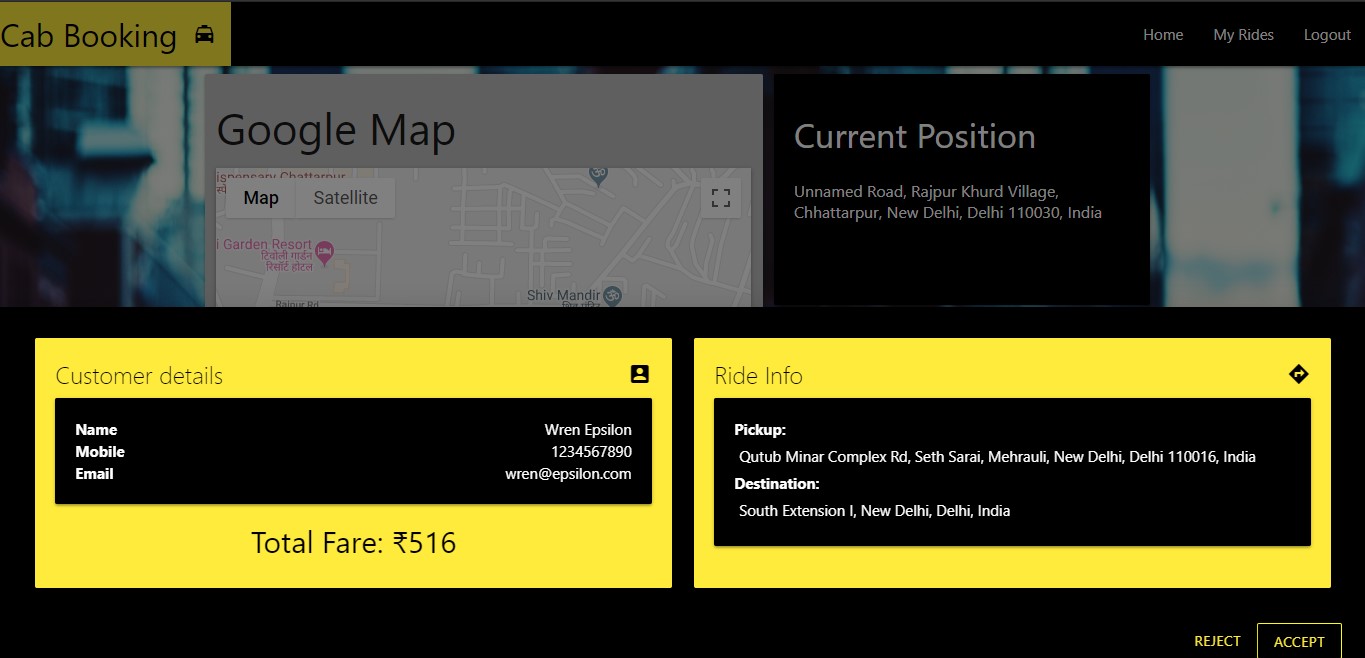 Cab Booking
Home
My Rides
Logout
Google Map
ispensary Chattarpur
Map
Satellite
i Garden Resort
टिवोली गार्डन
रिसॉर्ट होटल
Rajpur Rd
Shiv Mandir
शिव मंदिर
Current Position
Unnamed Road, Rajpur Khurd Village,
Chhattarpur, New Delhi, Delhi 110030, India
Customer details
Name Wren Epsilon
Mobile 1234567890
Email wren@epsilon.com
Total Fare: ₹516
Ride Info
Pickup:
Qutub Minar Complex Rd, Seth Sarai, Mehrauli, New Delhi, Delhi 110016, India
Destination:
South Extension I, New Delhi, Delhi, India
REJECT
ACCEPT